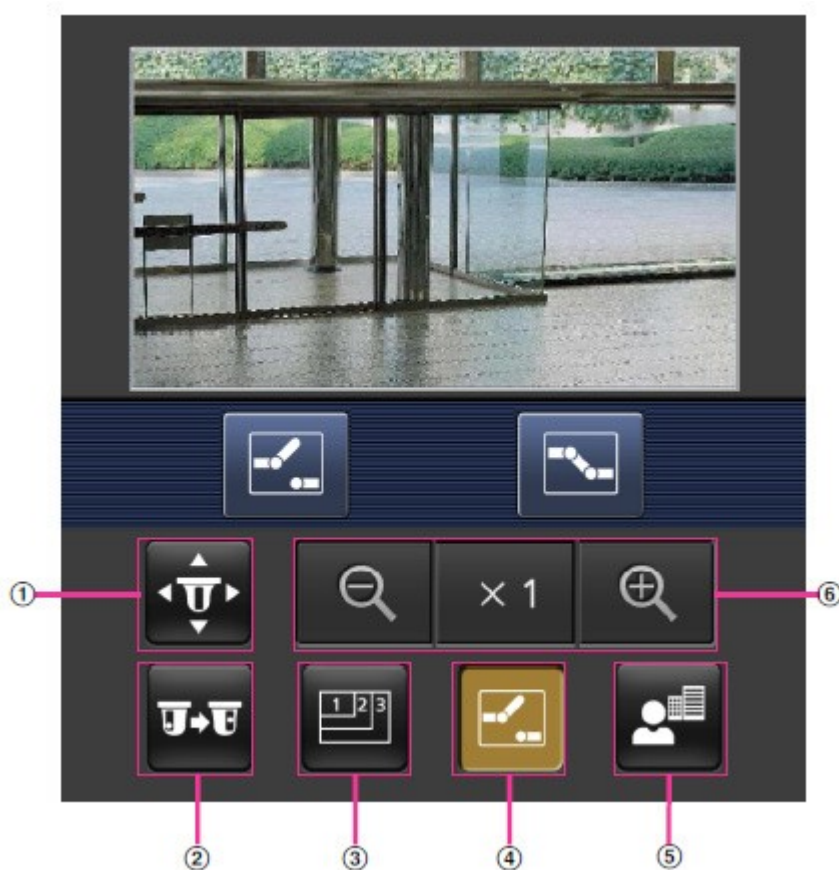 ① × 1 ⑥
1 2 3
② ③ ④ ⑤